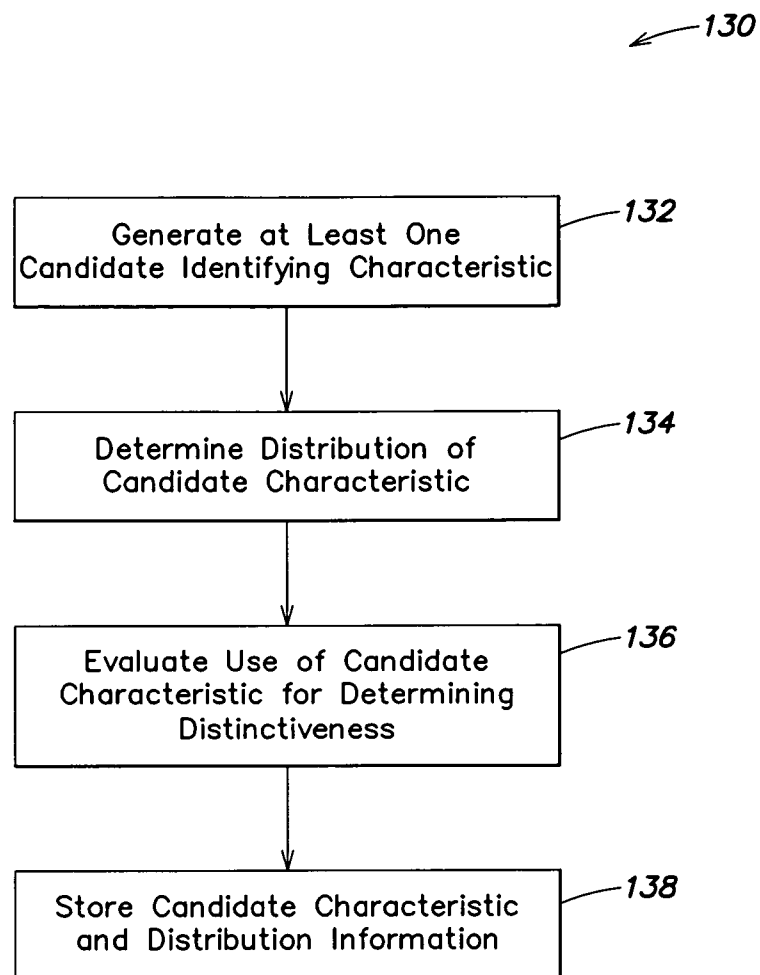 130
Generate at Least One
Candidate Identifying Characteristic
132
Determine Distribution of
Candidate Characteristic
134
Evaluate Use of Candidate
Characteristic for Determining
Distinctiveness
136
Store Candidate Characteristic
and Distribution Information
138